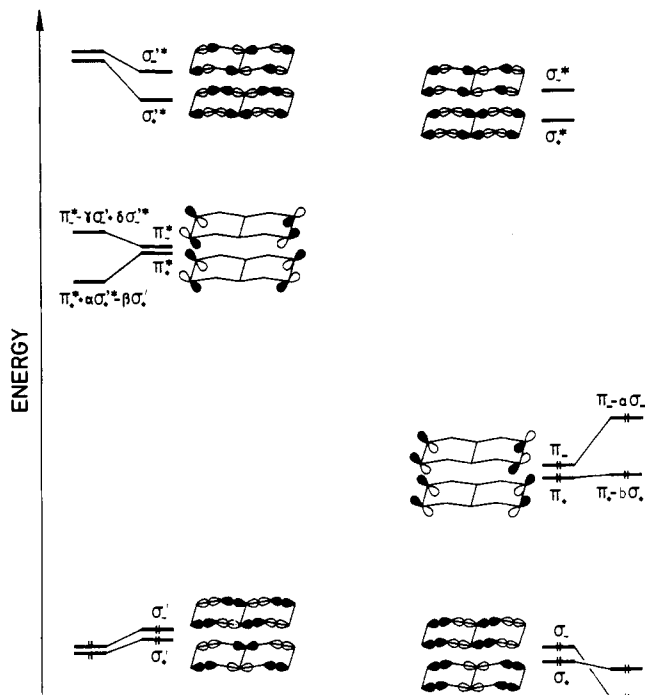 σ₋'*
σ₊'*
σ₋*
σ₊*
π₋*-γσ₋'+δσ₋'*
π₋*
π₊*
π₊*+ασ₊'*-βσ₊'
ENERGY
π₋-aσ₋
π₋
π₊
π₊-bσ₊
σ₋'
σ₊'
σ₋
σ₊